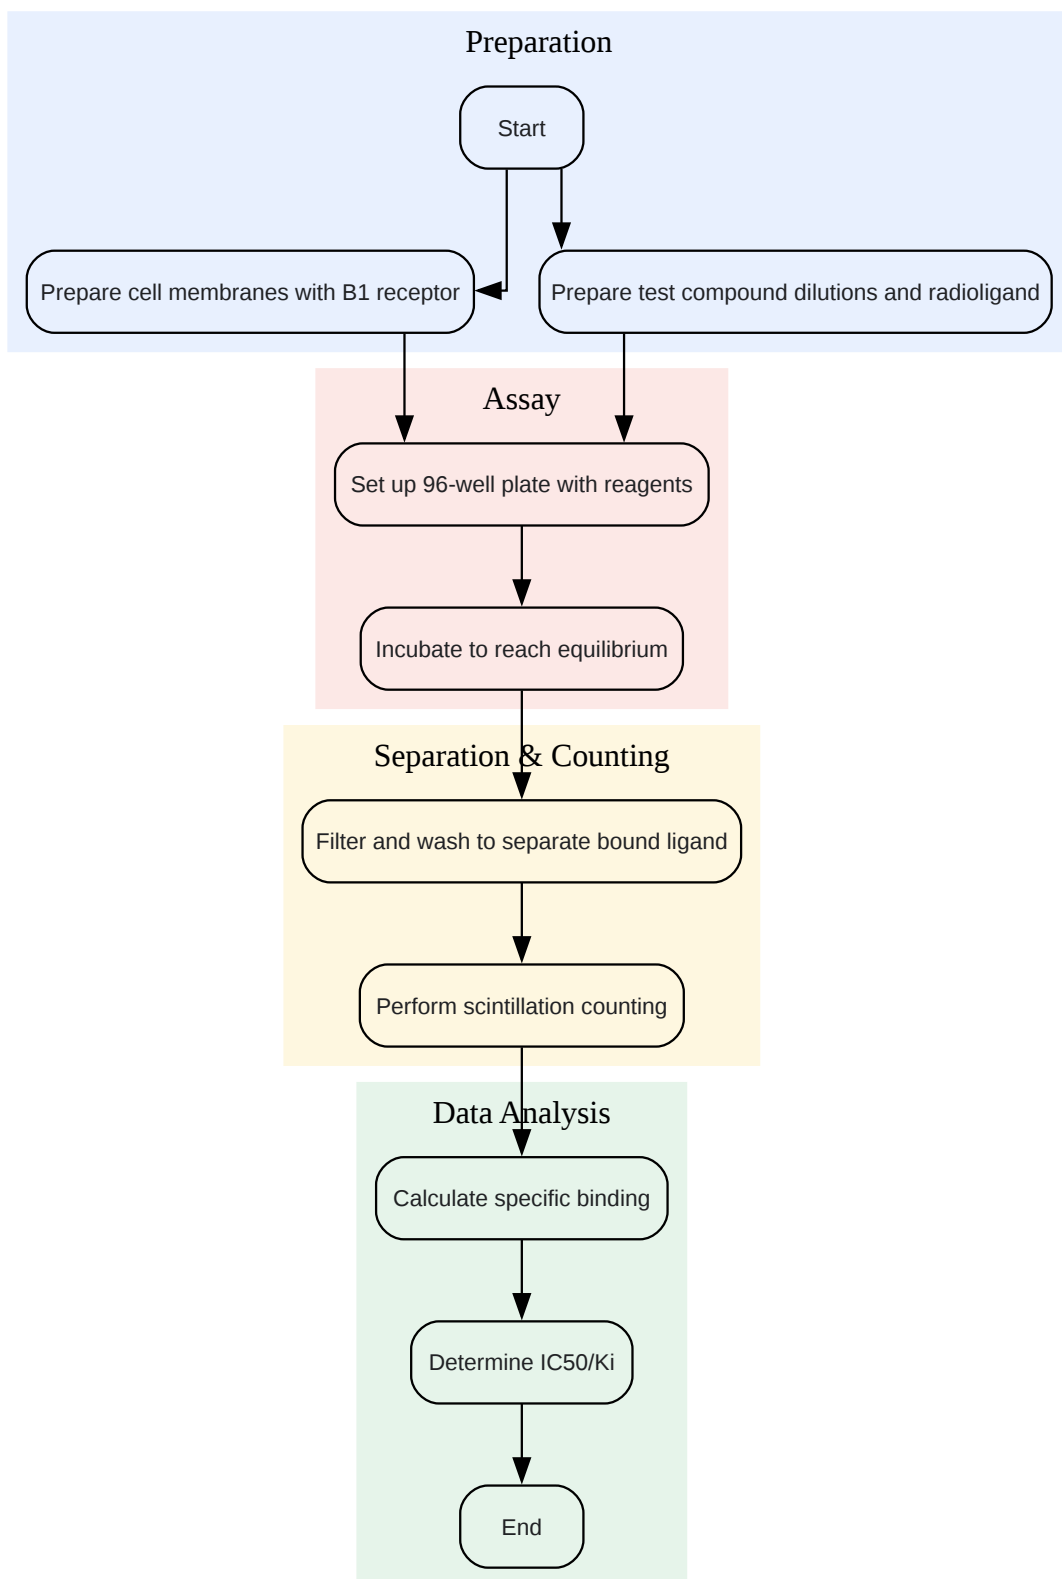 Preparation
Start
Prepare cell membranes with B1 receptor
Prepare test compound dilutions and radioligand
Assay
Set up 96-well plate with reagents
Incubate to reach equilibrium
Separation & Counting
Filter and wash to separate bound ligand
Perform scintillation counting
Data Analysis
Calculate specific binding
Determine IC50/Ki
End